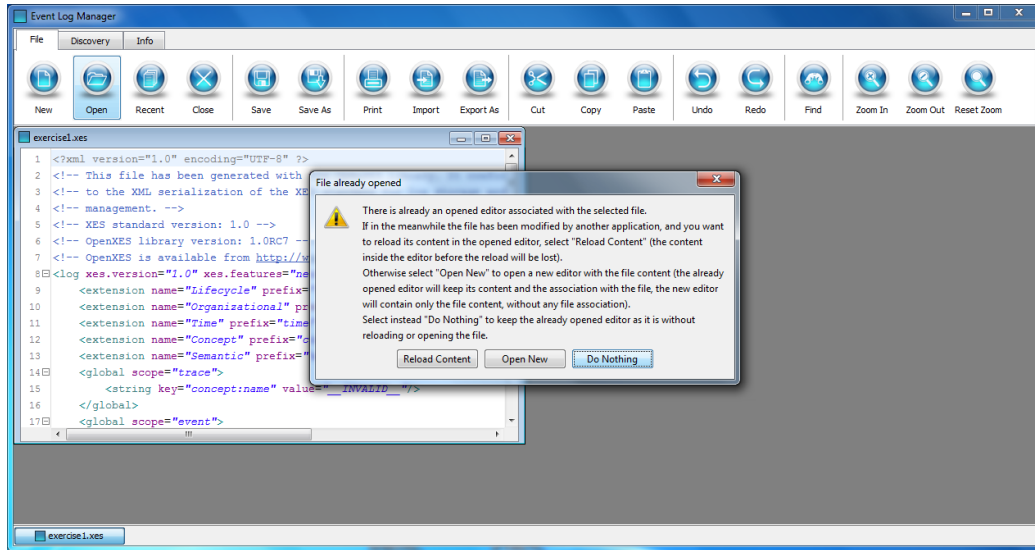 Event Log Manager
File Discovery Info
New Open Recent Close Save Save As Print Import Export As Cut Copy Paste Undo Redo Find Zoom In Zoom Out Reset Zoom
exercise1.xes
1 <?xml version="1.0" encoding="UTF-8" ?>
2 <!-- This file has been generated with
3 <!-- to the XML serialization of the XE
4 <!-- management. -->
5 <!-- XES standard version: 1.0 -->
6 <!-- OpenXES library version: 1.0RC7 --
7 <!-- OpenXES is available from http://w
8 <log xes.version="1.0" xes.features="ne
9 <extension name="Lifecycle" prefix=
10 <extension name="Organizational" pr
11 <extension name="Time" prefix="time
12 <extension name="Concept" prefix="c
13 <extension name="Semantic" prefix="
14 <global scope="trace">
15 <string key="concept:name" value="__INVALID__"/>
16 </global>
17 <global scope="event">
File already opened
There is already an opened editor associated with the selected file.
If in the meanwhile the file has been modified by another application, and you want
to reload its content in the opened editor, select "Reload Content" (the content
inside the editor before the reload will be lost).
Otherwise select "Open New" to open a new editor with the file content (the already
opened editor will keep its content and the association with the file, the new editor
will contain only the file content, without any file association).
Select instead "Do Nothing" to keep the already opened editor as it is without
reloading or opening the file.
Reload Content Open New Do Nothing
exercise1.xes